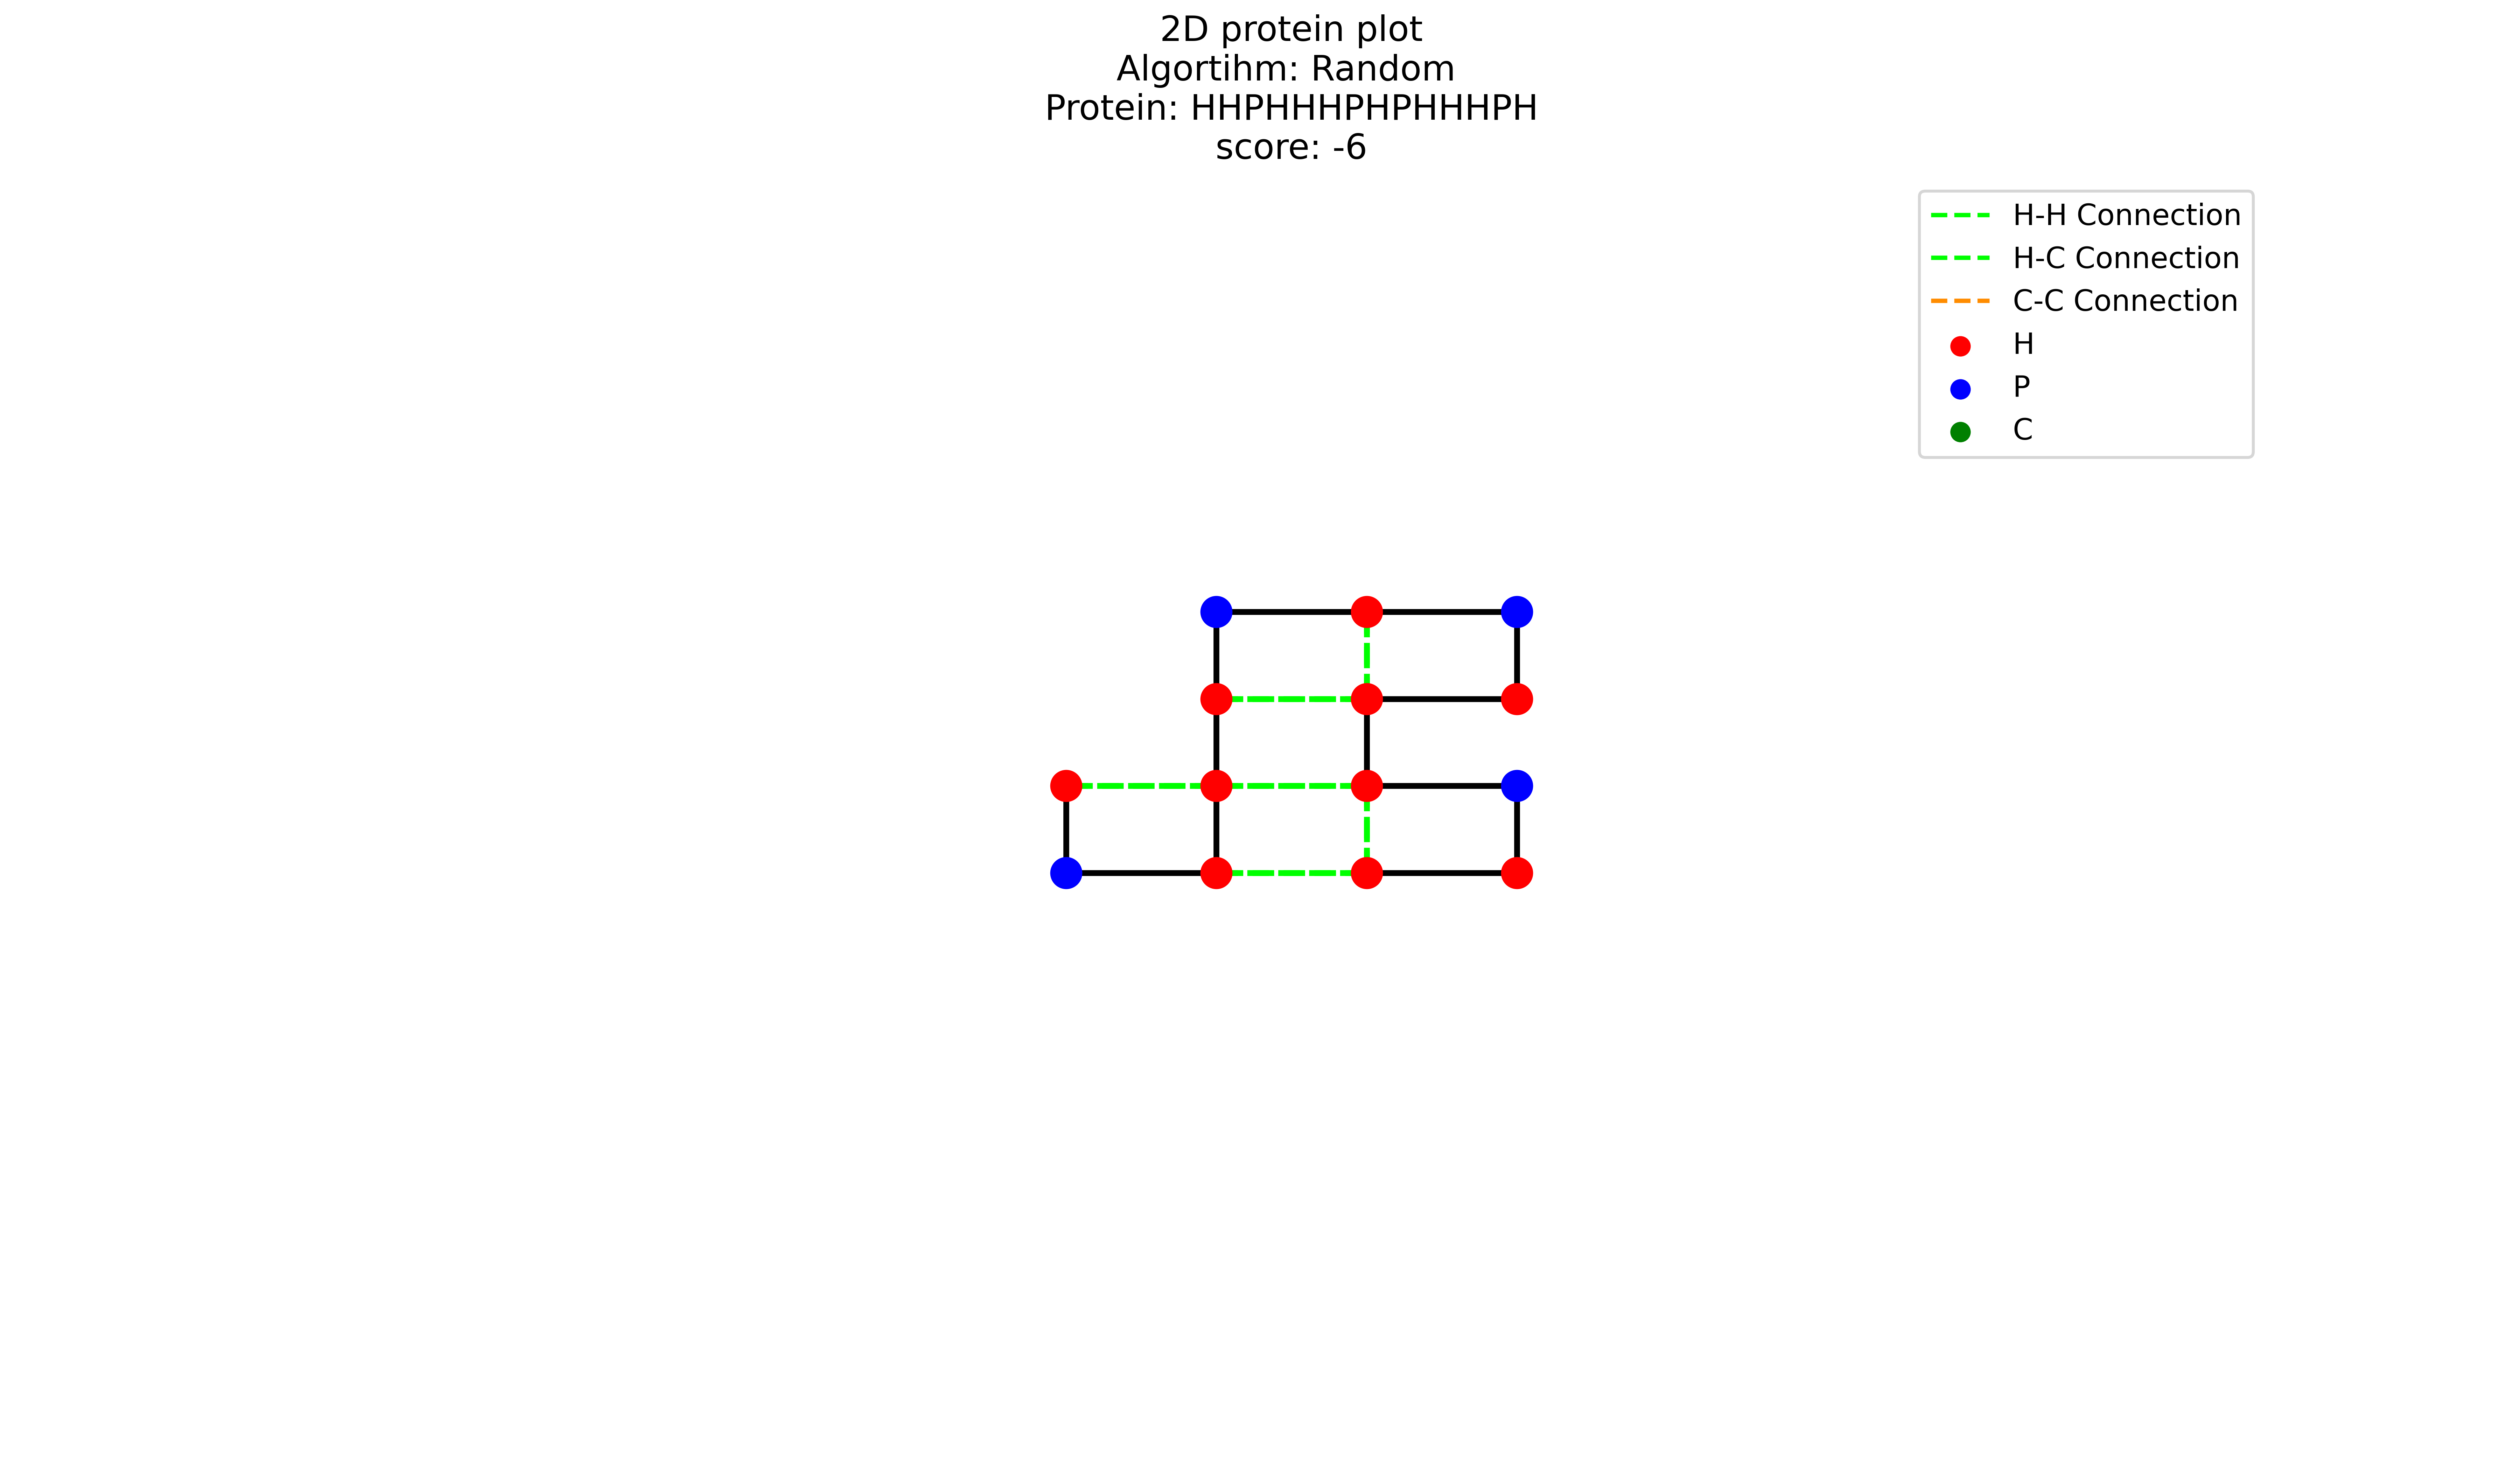 2D protein plot
Algortihm: Random
Protein: HHPHHHPHPHHHPH
score: -6
H-H Connection
H-C Connection
C-C Connection
H
P
C